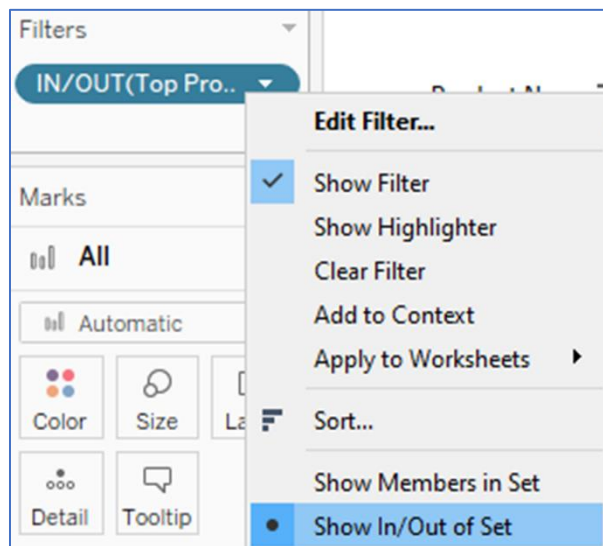 Filters
IN/OUT(Top Pro..
Edit Filter...
Show Filter
Show Highlighter
Clear Filter
Add to Context
Apply to Worksheets
Sort...
Show Members in Set
Show In/Out of Set
Marks
All
Automatic
Color Size
Detail Tooltip